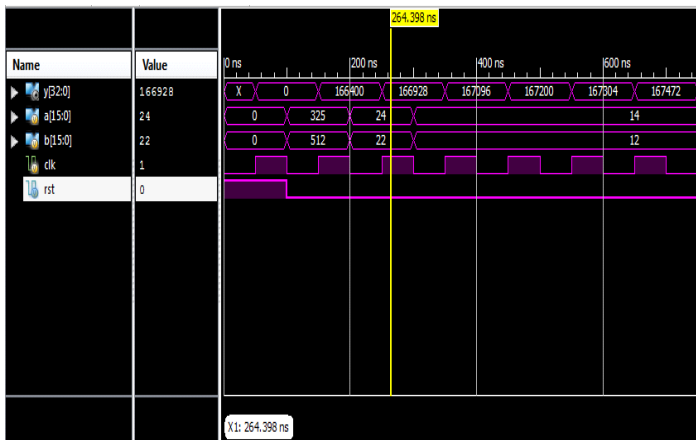 264.398 ns
Name Value
0 ns 200 ns 400 ns 600 ns
y[32:0] 166928 X 0 166400 166928 167096 167200 167304 167472
a[15:0] 24 0 325 24 14
b[15:0] 22 0 512 22 12
clk 1
rst 0
X1: 264.398 ns